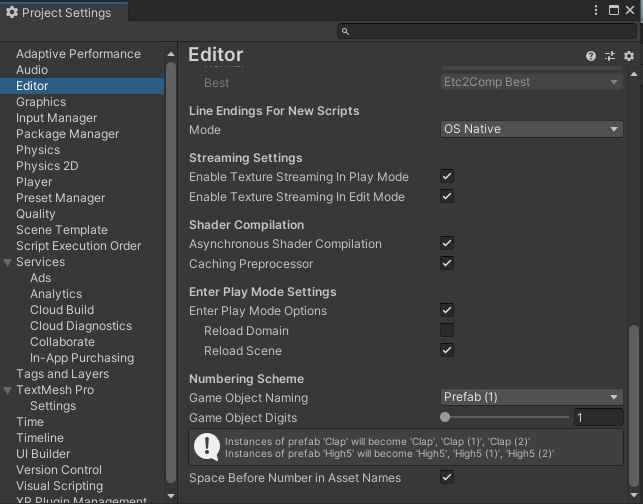 Project Settings
Adaptive Performance
Audio
Editor
Graphics
Input Manager
Package Manager
Physics
Physics 2D
Player
Preset Manager
Quality
Scene Template
Script Execution Order
Services
Ads
Analytics
Cloud Build
Cloud Diagnostics
Collaborate
In-App Purchasing
Tags and Layers
TextMesh Pro
Settings
Time
Timeline
UI Builder
Version Control
Visual Scripting
XR Plugin Management
Editor
Best Etc2Comp Best
Line Endings For New Scripts
Mode OS Native
Streaming Settings
Enable Texture Streaming In Play Mode
Enable Texture Streaming In Edit Mode
Shader Compilation
Asynchronous Shader Compilation
Caching Preprocessor
Enter Play Mode Settings
Enter Play Mode Options
Reload Domain
Reload Scene
Numbering Scheme
Game Object Naming Prefab (1)
Game Object Digits 1
Instances of prefab 'Clap' will become 'Clap', 'Clap (1)', 'Clap (2)'
Instances of prefab 'High5' will become 'High5', 'High5 (1)', 'High5 (2)'
Space Before Number in Asset Names